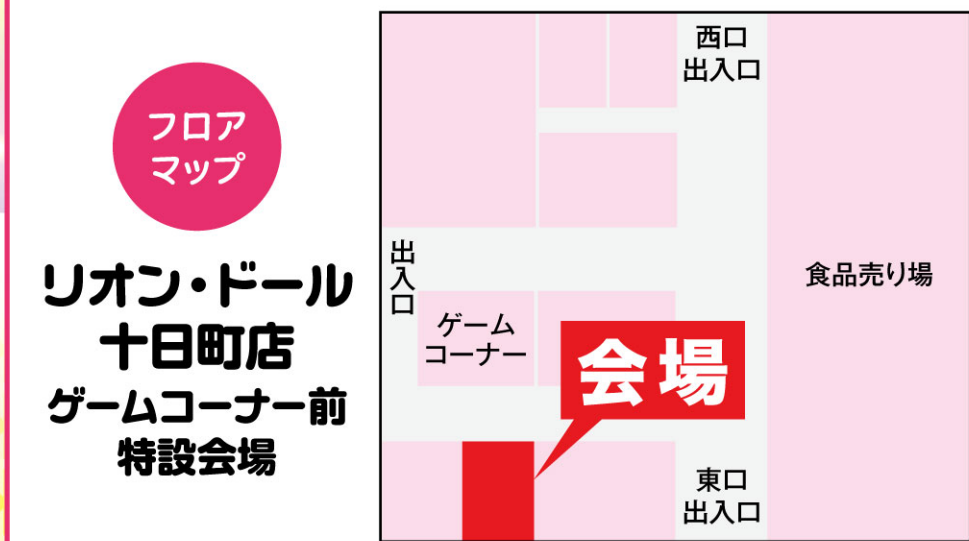 フロア
マップ
リオン・ドール
十日町店
ゲームコーナー前
特設会場
西口
出入口
出入口
食品売り場
ゲーム
コーナー
会場
東口
出入口